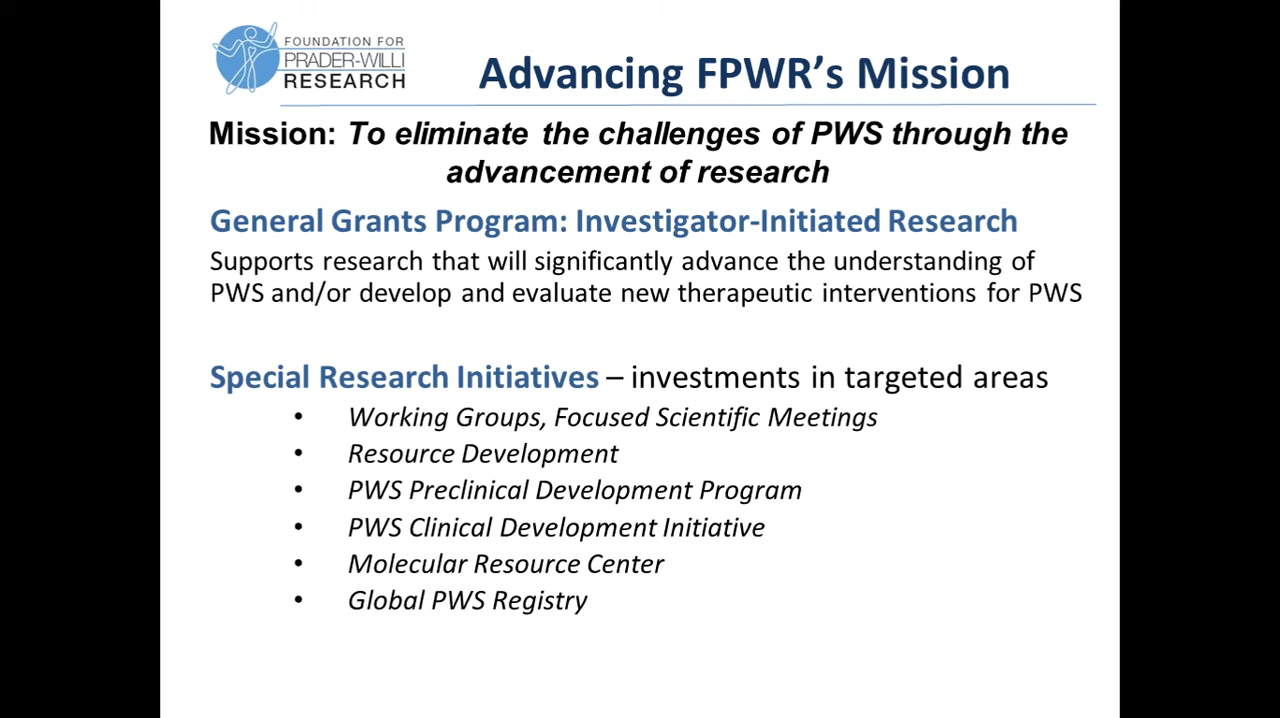 FOUNDATION FOR
PRADER-WILLI
RESEARCH
Advancing FPWR’s Mission
Mission: To eliminate the challenges of PWS through the
advancement of research
General Grants Program: Investigator-Initiated Research
Supports research that will significantly advance the understanding of
PWS and/or develop and evaluate new therapeutic interventions for PWS
Special Research Initiatives – investments in targeted areas
• Working Groups, Focused Scientific Meetings
• Resource Development
• PWS Preclinical Development Program
• PWS Clinical Development Initiative
• Molecular Resource Center
• Global PWS Registry